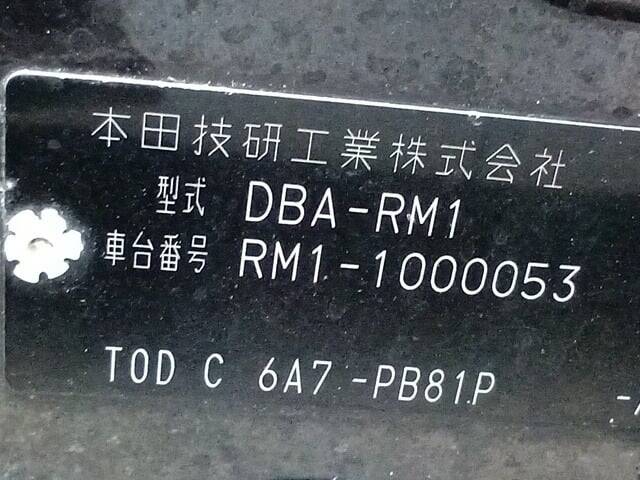 本田技研工業株式会社
型式 DBA-RM1
車台番号 RM1-1000053
TOD C 6A7-PB81P